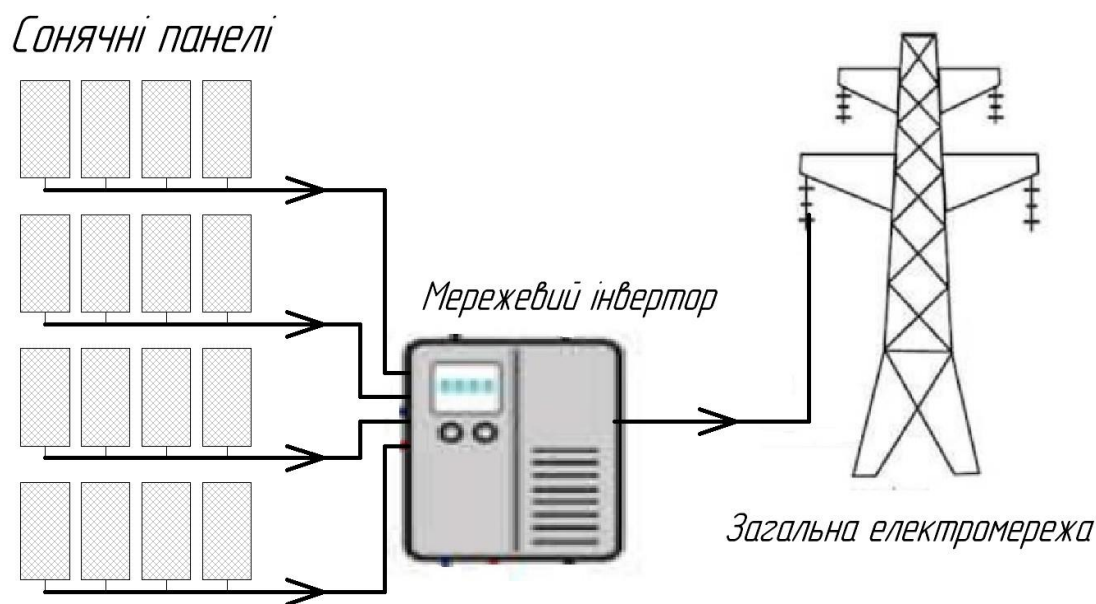 Сонячні панелі
Мережевий інвертор
Загальна електромережа